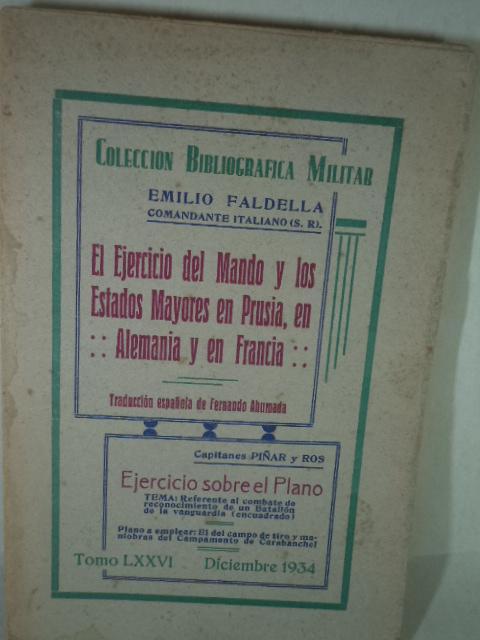 COLECCION BIBLIOGRAFICA MILITAR
EMILIO FALDELLA
COMANDANTE ITALIANO (S. R).
El Ejercicio del Mando y los
Estados Mayores en Prusia, en
:: Alemania y en Francia ::
Traducción española de Fernando Ahumada
Capitanes PIÑAR y ROS
Ejercicio sobre el Plano
TEMA: Referente al combate de
reconocimiento de un Batallón
de la vanguardia (encuadrado)
Plano a emplear: El del campo de tiro y ma-
niobras del Campamento de Carabanchel
Tomo LXXVI Diciembre 1934